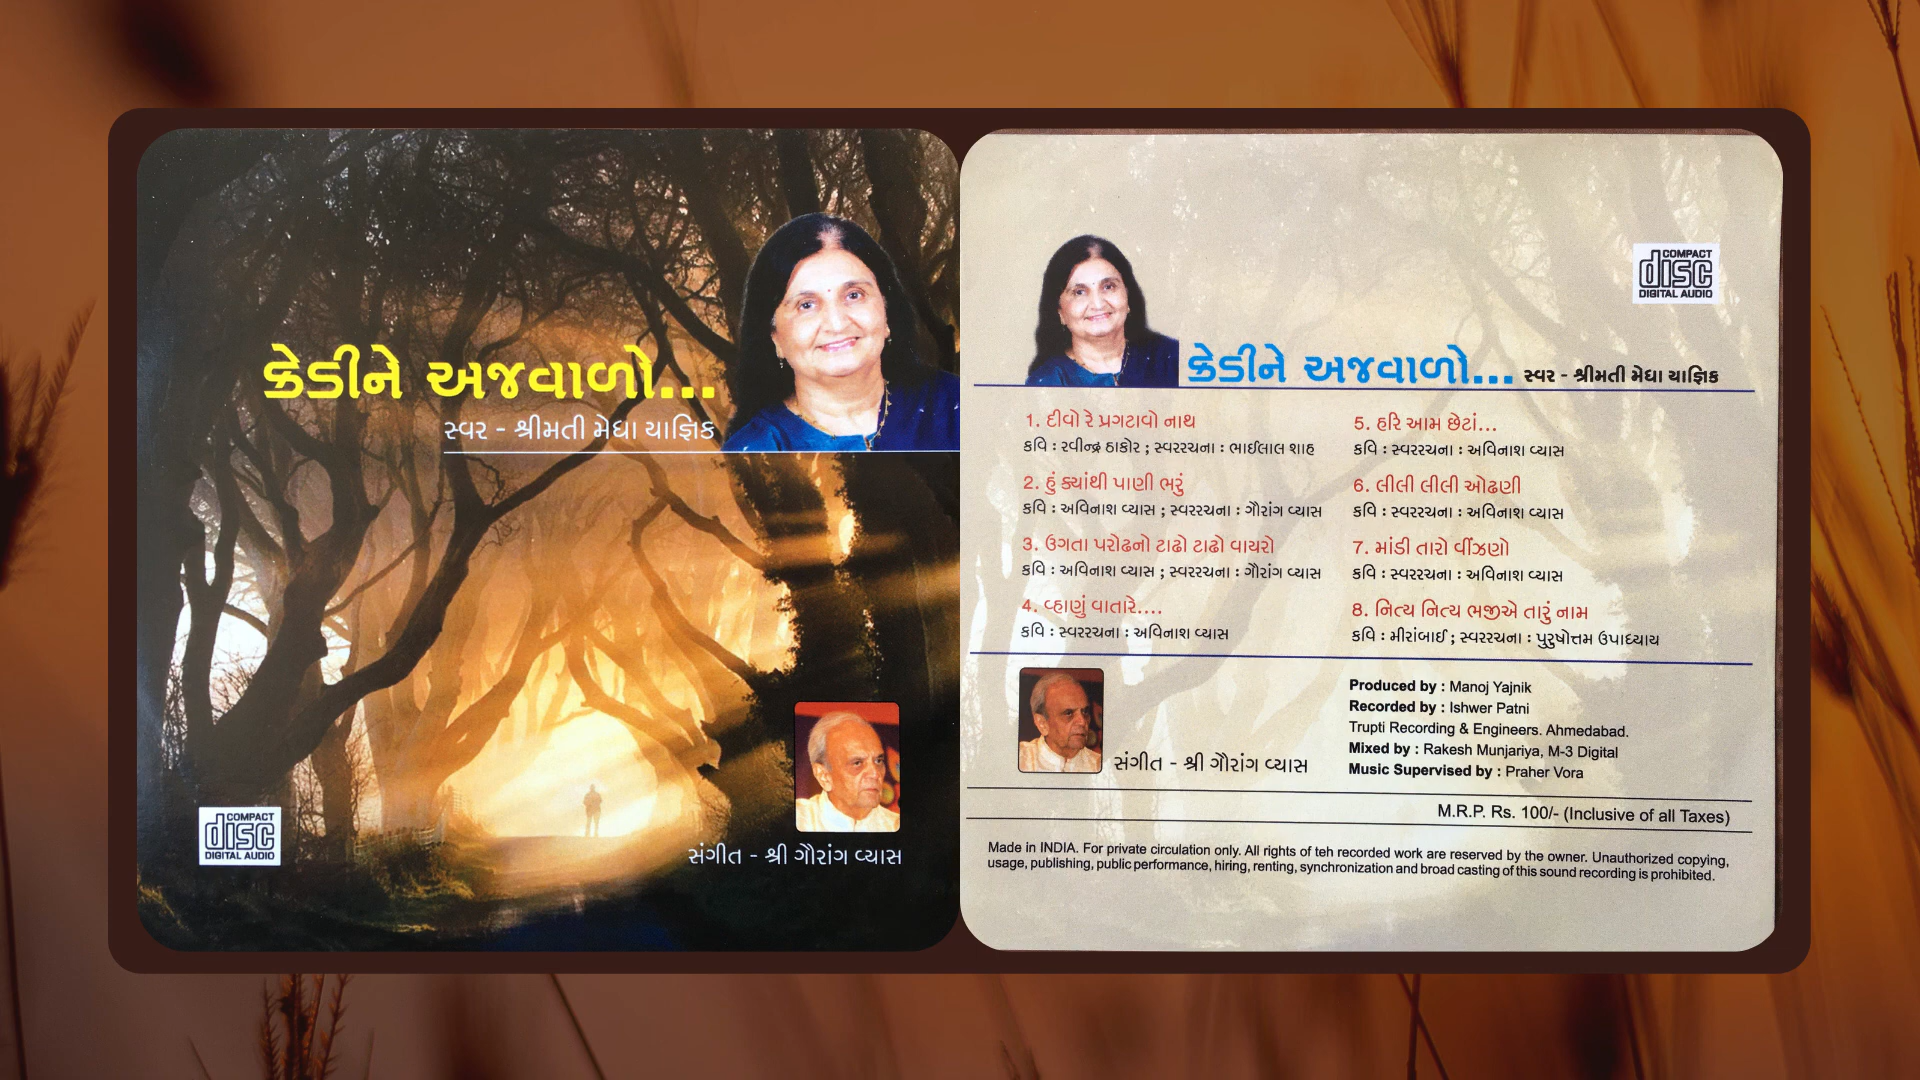 ક્રેડીને અજવાળો...
સ્વર - શ્રીમતી મેઘા યાજ્ઞિક
COMPACT
disc
DIGITAL AUDIO
સંગીત - શ્રી ગૌરાંગ વ્યાસ
COMPACT
disc
DIGITAL AUDIO
ક્રેડીને અજવાળો... સ્વર - શ્રીમતી મેઘા યાજ્ઞિક
1. દીવો રે પ્રગટાવો નાથ
કવિ : રવીન્દ્ર ઠાકોર ; સ્વરરચના : ભાઈલાલ શાહ
2. હું ક્યાંથી પાણી ભરું
કવિ : અવિનાશ વ્યાસ ; સ્વરરચના : ગૌરાંગ વ્યાસ
3. ઉગતા પરોઢનો ટાઢો ટાઢો વાયરો
કવિ : અવિનાશ વ્યાસ ; સ્વરરચના : ગૌરાંગ વ્યાસ
4. વ્હાણું વાતારે....
કવિ : સ્વરરચના : અવિનાશ વ્યાસ
5. હરિ આમ છેટાં...
કવિ : સ્વરરચના : અવિનાશ વ્યાસ
6. લીલી લીલી ઓઢણી
કવિ : સ્વરરચના : અવિનાશ વ્યાસ
7. માંડી તારો વીંઝણો
કવિ : સ્વરરચના : અવિનાશ વ્યાસ
8. નિત્ય નિત્ય ભજીએ તારું નામ
કવિ : મીરાંબાઈ ; સ્વરરચના : પુરુષોત્તમ ઉપાધ્યાય
સંગીત - શ્રી ગૌરાંગ વ્યાસ
Produced by : Manoj Yajnik
Recorded by : Ishwer Patni
Trupti Recording & Engineers. Ahmedabad.
Mixed by : Rakesh Munjariya, M-3 Digital
Music Supervised by : Praher Vora
M.R.P. Rs. 100/- (Inclusive of all Taxes)
Made in INDIA. For private circulation only. All rights of teh recorded work are reserved by the owner. Unauthorized copying,
usage, publishing, public performance, hiring, renting, synchronization and broad casting of this sound recording is prohibited.